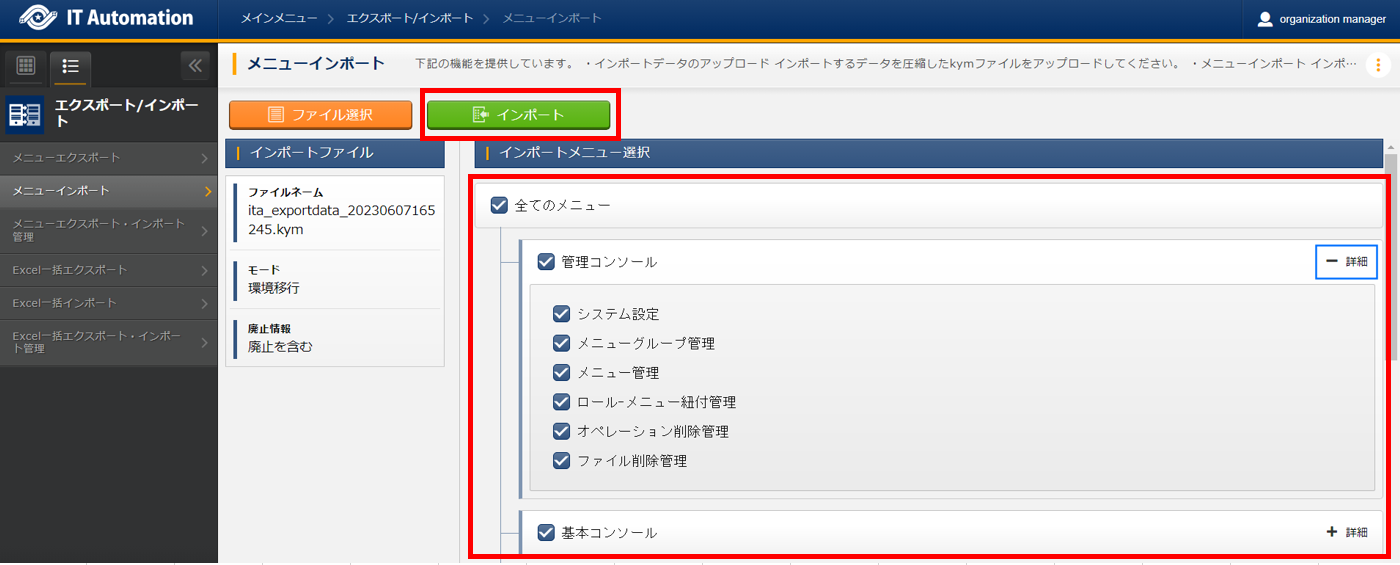 IT Automation
メインメニュー
エクスポート/インポート
メニューインポート
organization manager
エクスポート/インポー
ト
メニューエクスポート
メニューインポート
メニューエクスポート・インポート
管理
Excel一括エクスポート
Excel一括インポート
Excel一括エクスポート・インポー
ト管理
メニューインポート
下記の機能を提供しています。 ・インポートデータのアップロード インポートするデータを圧縮したkymファイルをアップロードしてください。 ・メニューインポート インポ…
ファイル選択
インポート
インポートファイル
ファイルネーム
ita_exportdata_20230607165
245.kym
モード
環境移行
廃止情報
廃止を含む
インポートメニュー選択
全てのメニュー
管理コンソール
詳細
システム設定
メニューグループ管理
メニュー管理
ロール-メニュー紐付管理
オペレーション削除管理
ファイル削除管理
基本コンソール
詳細